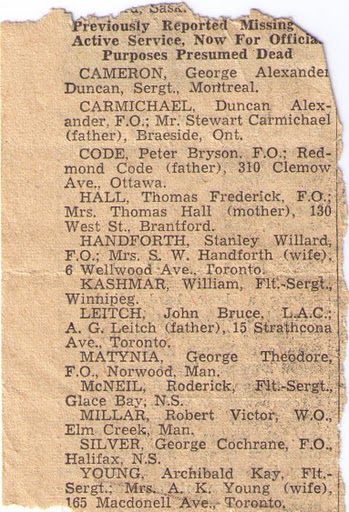 Sask.
Previously Reported Missing
Active Service, Now For Official
Purposes Presumed Dead
CAMERON, George Alexander
Duncan, Sergt., Montreal.
CARMICHAEL, Duncan Alex-
ander, F.O.; Mr. Stewart Carmichael
(father), Braeside, Ont.
CODE, Peter Bryson. F.O.; Red-
mond Code (father), 310 Clemow
Ave., Ottawa.
HALL, Thomas Frederick, F.O.;
Mrs. Thomas Hall (mother), 130
West St., Brantford.
HANDFORTH, Stanley Willard,
F.O.; Mrs. S. W. Handforth (wife),
6 Wellwood Ave., Toronto.
KASHMAR, William, Flt.-Sergt.,
Winnipeg.
LEITCH, John Bruce, L.A.C.;
A. G. Leitch (father), 15 Strathcona
Ave., Toronto.
MATYNIA, George Theodore,
F.O., Norwood, Man.
McNEIL, Roderick, Flt.-Sergt.,
Glace Bay, N.S.
MILLAR, Robert Victor, W.O.,
Elm Creek, Man.
SILVER, George Cochrane, F.O.,
Halifax, N.S.
YOUNG, Archibald Kay, Flt.-
Sergt.; Mrs. A. K. Young (wife),
165 Macdonell Ave., Toronto.